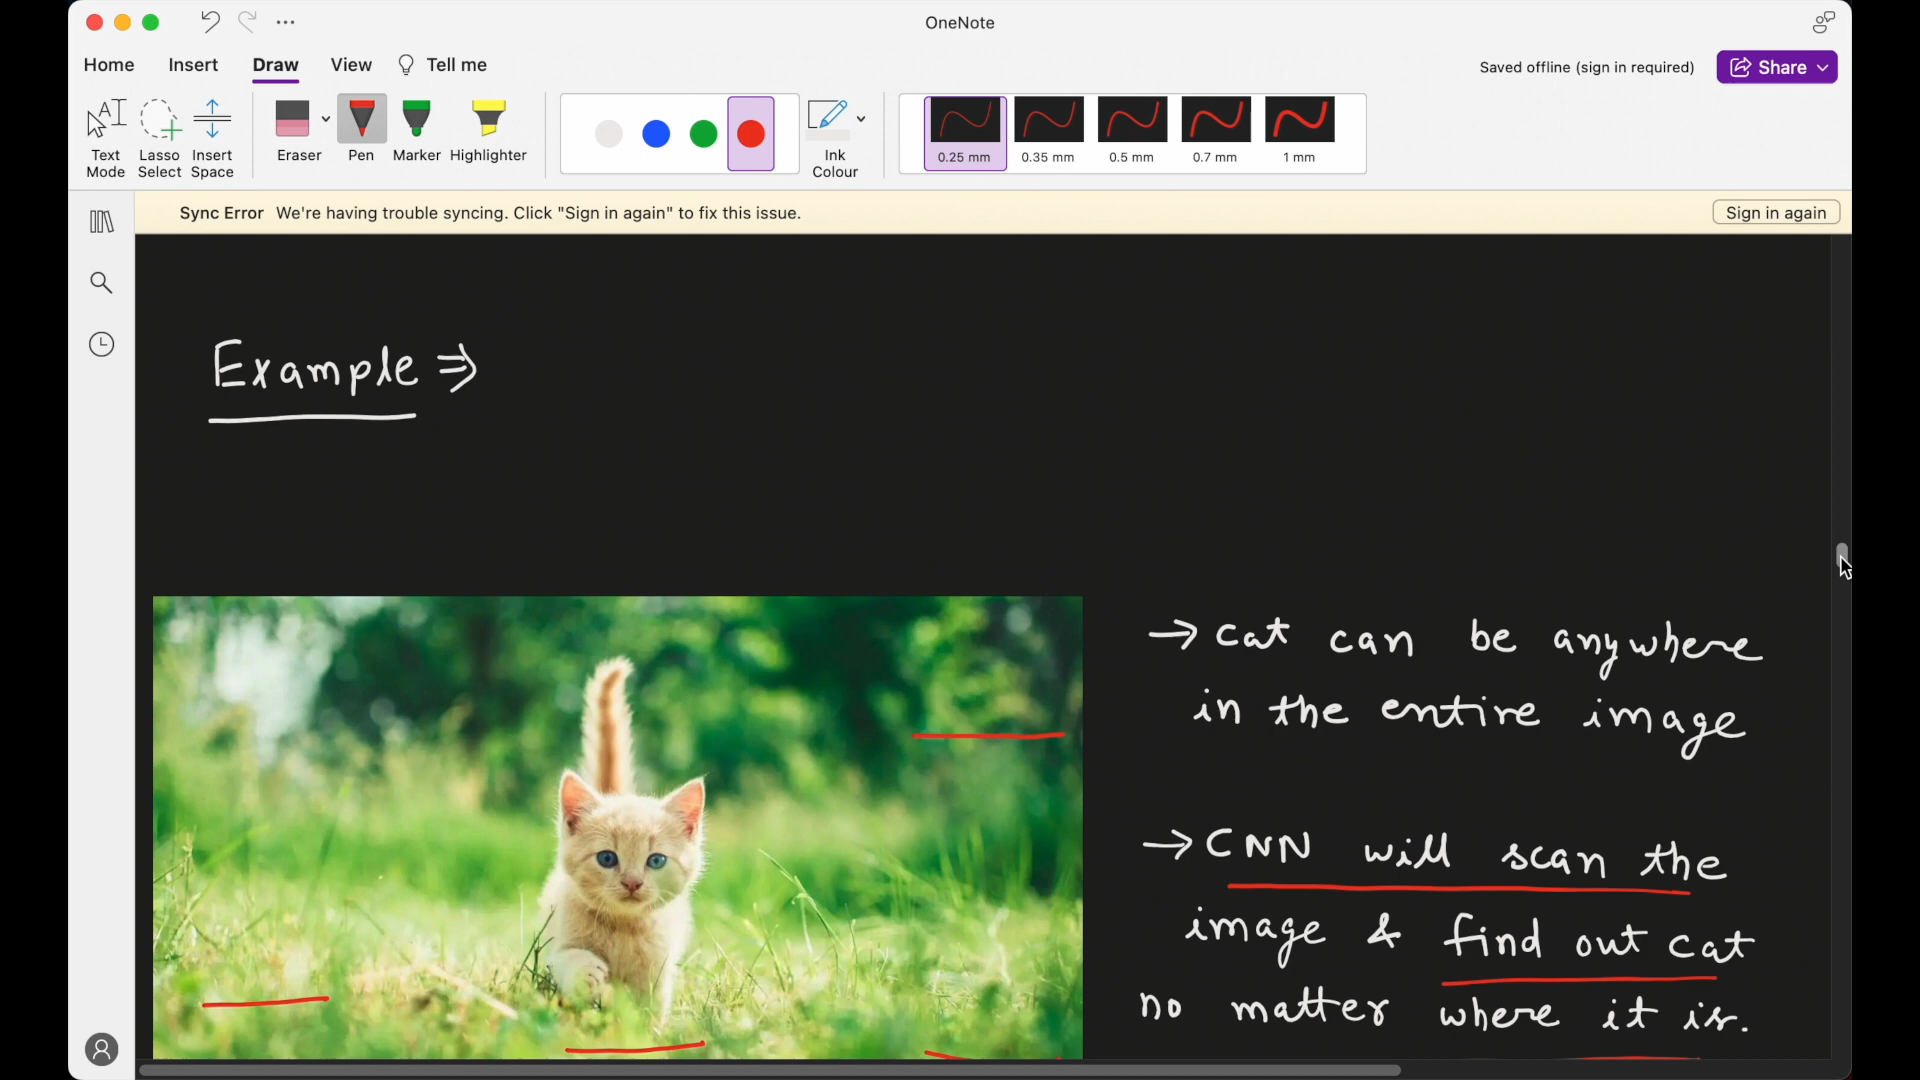 OneNote
Home Insert Draw View Tell me
Saved offline (sign in required) Share
Text Mode
Lasso Select
Insert Space
Eraser
Pen
Marker
Highlighter
Ink Colour
0.25 mm
0.35 mm
0.5 mm
0.7 mm
1 mm
Sync Error We're having trouble syncing. Click "Sign in again" to fix this issue.
Sign in again
Example ⇒
→ cat can be anywhere
in the entire image
→ CNN will scan the
image & find out cat
no matter where it is.